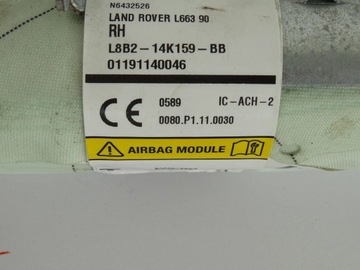 N6432526
LAND ROVER L663 90
RH
L8B2-14K159-BB
01191140046
CE 0589 IC-ACH-2
0080.P1.11.0030
AIRBAG MODULE